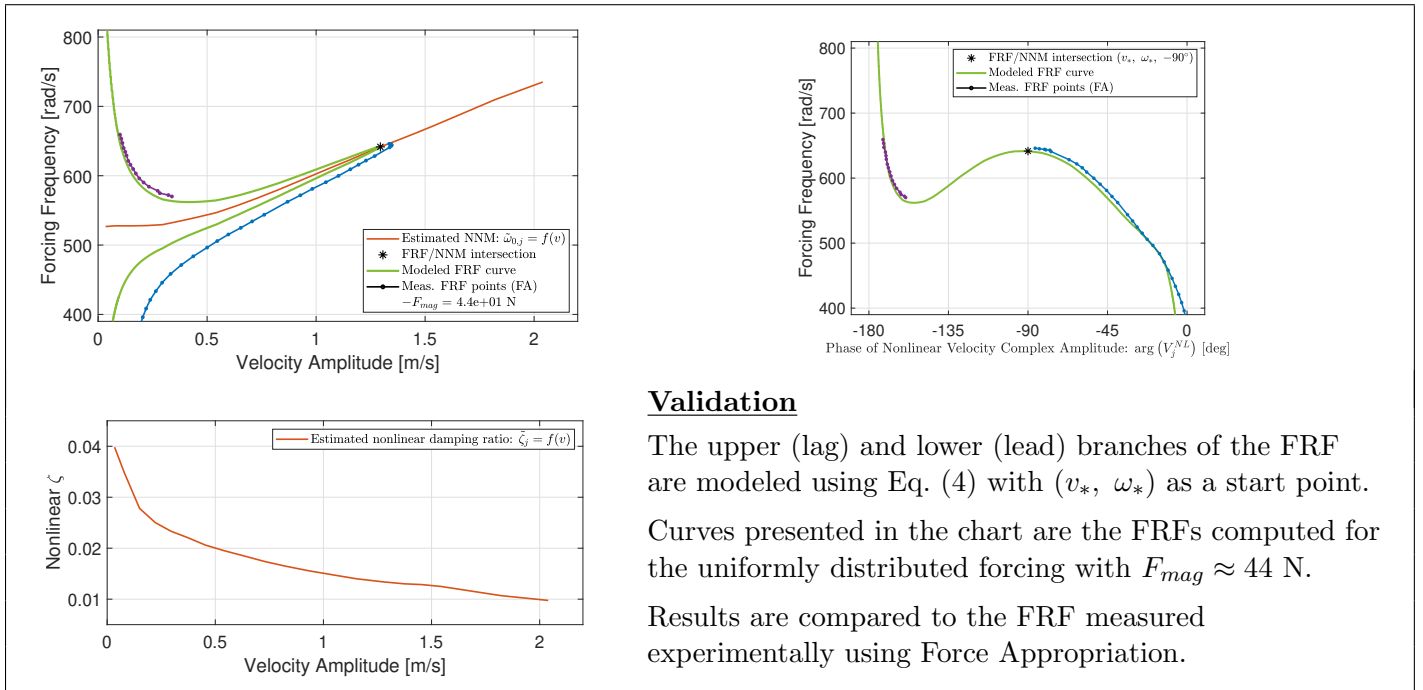 800
700
600
500
400
0
0.5
1
1.5
2
Forcing Frequency [rad/s]
Velocity Amplitude [m/s]
Estimated NNM: ω̃₀,ⱼ = f(v)
FRF/NNM intersection
Modeled FRF curve
Meas. FRF points (FA)
−F_mag = 4.4e+01 N
800
700
600
500
400
-180
-135
-90
-45
0
Forcing Frequency [rad/s]
Phase of Nonlinear Velocity Complex Amplitude: arg (V_j^NL) [deg]
FRF/NNM intersection (v*, ω*, −90°)
Modeled FRF curve
Meas. FRF points (FA)
0.04
0.03
0.02
0.01
0
0.5
1
1.5
2
Nonlinear ζ
Velocity Amplitude [m/s]
Estimated nonlinear damping ratio: ζ̃ⱼ = f(v)
Validation
The upper (lag) and lower (lead) branches of the FRF
are modeled using Eq. (4) with (v*, ω*) as a start point.
Curves presented in the chart are the FRFs computed for
the uniformly distributed forcing with F_mag ≈ 44 N.
Results are compared to the FRF measured
experimentally using Force Appropriation.